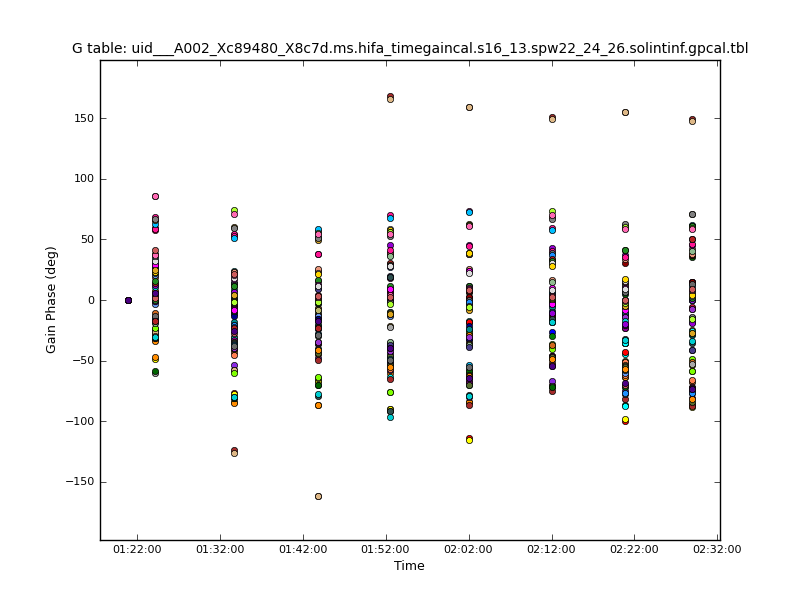 G table: uid___A002_Xc89480_X8c7d.ms.hifa_timegaincal.s16_13.spw22_24_26.solintinf.gpcal.tbl
150
100
50
0
−50
−100
−150
Gain Phase (deg)
01:22:00 01:32:00 01:42:00 01:52:00 02:02:00 02:12:00 02:22:00 02:32:00
Time